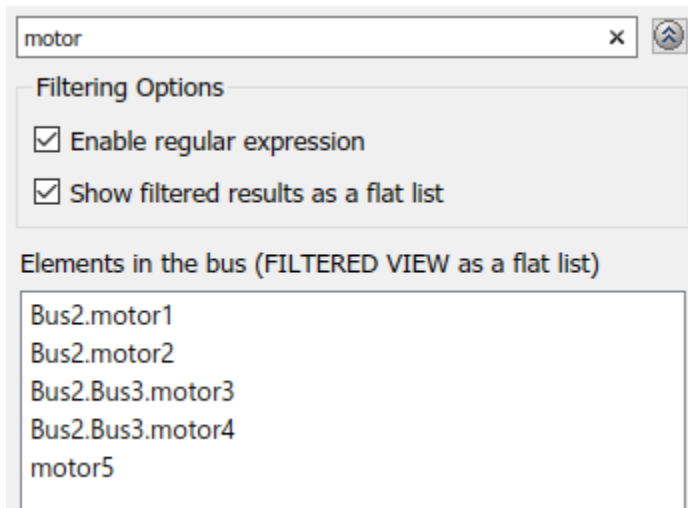 motor
Filtering Options
Enable regular expression
Show filtered results as a flat list
Elements in the bus (FILTERED VIEW as a flat list)
Bus2.motor1
Bus2.motor2
Bus2.Bus3.motor3
Bus2.Bus3.motor4
motor5